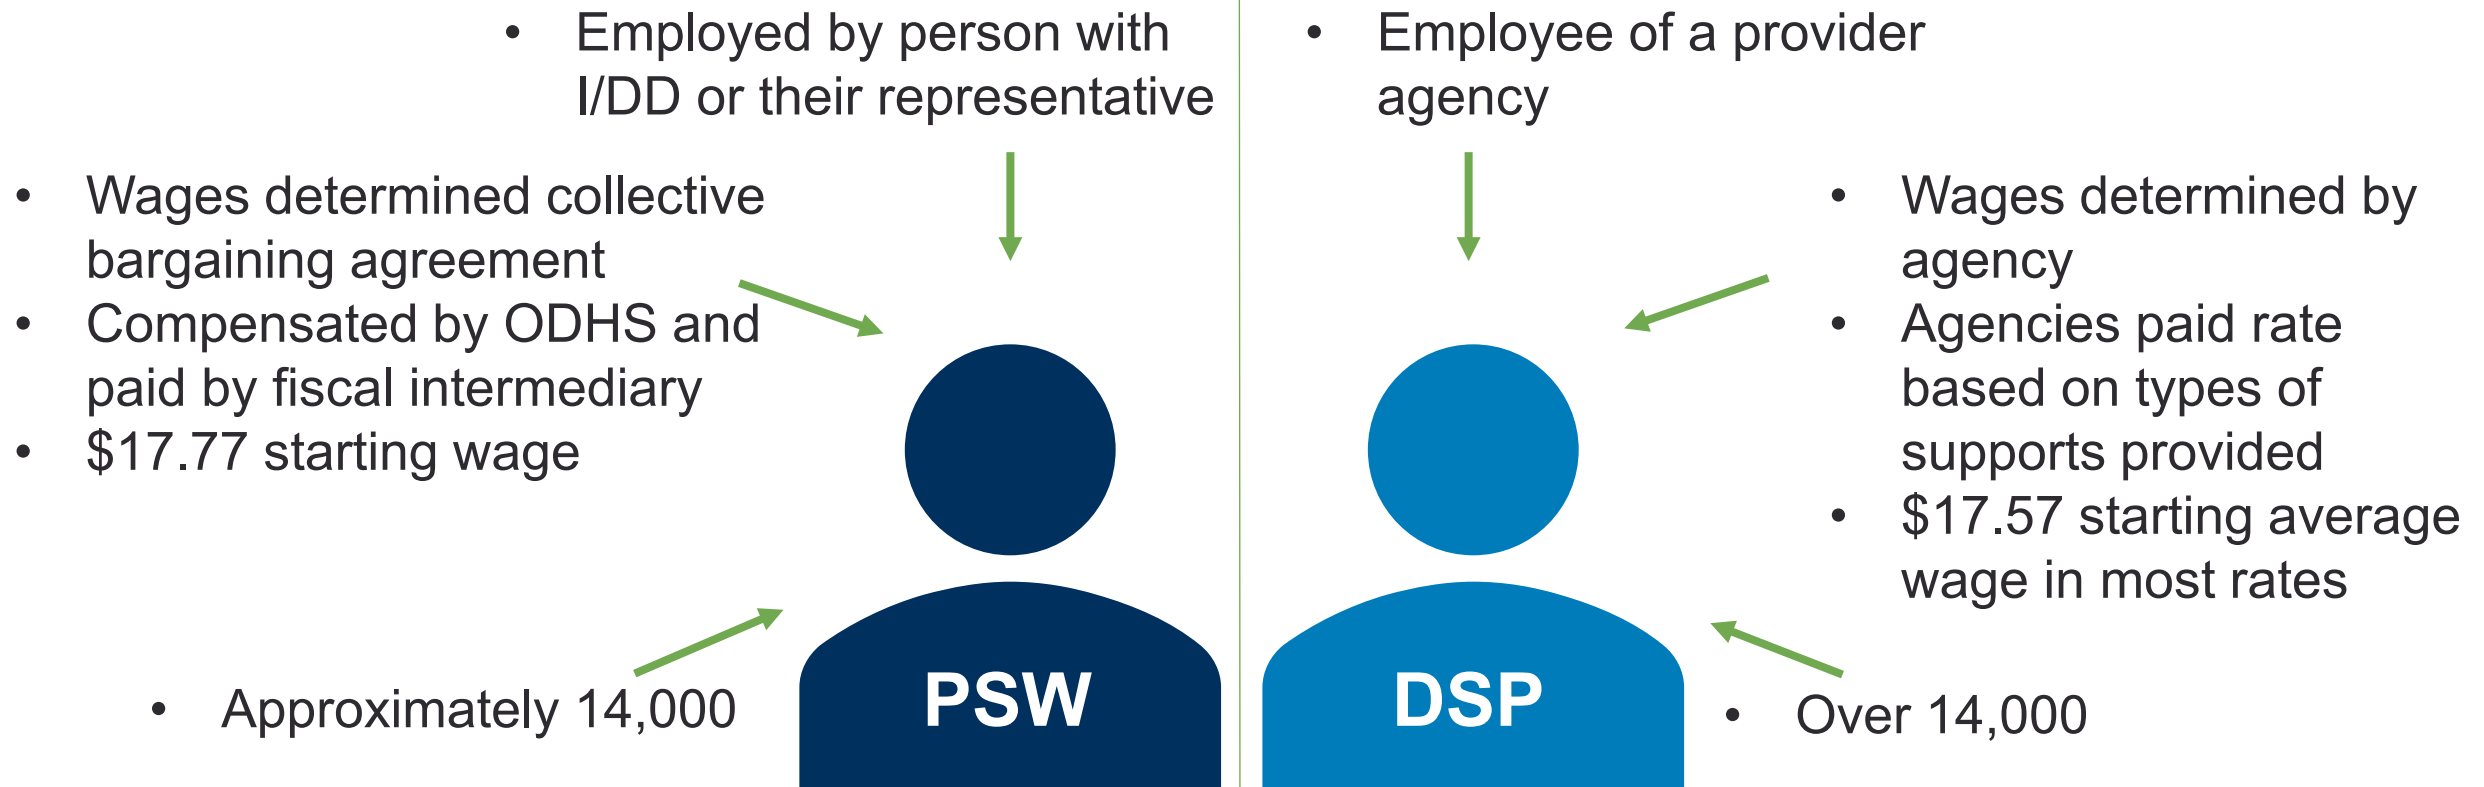 • Employed by person with
I/DD or their representative
• Wages determined collective
bargaining agreement
• Compensated by ODHS and
paid by fiscal intermediary
• $17.77 starting wage
• Approximately 14,000
PSW
• Employee of a provider
agency
• Wages determined by
agency
• Agencies paid rate
based on types of
supports provided
• $17.57 starting average
wage in most rates
DSP
• Over 14,000